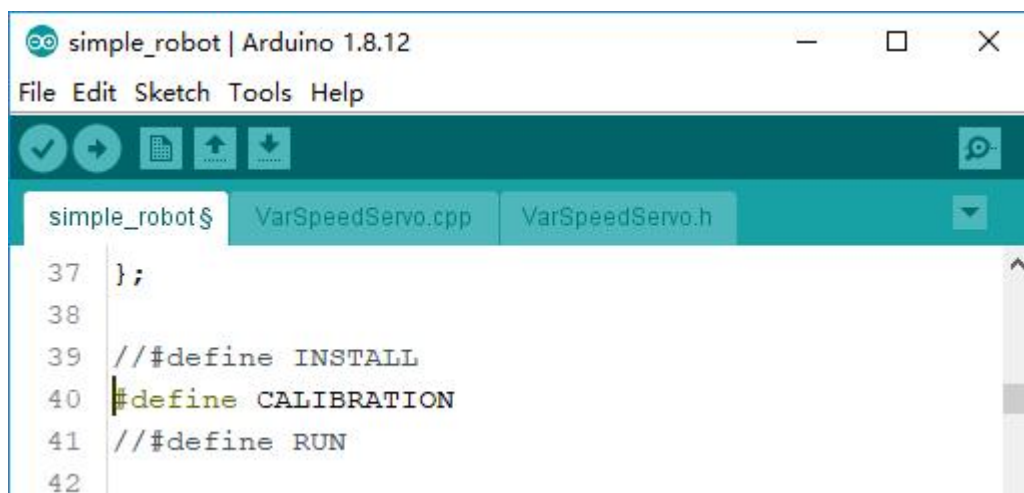 simple_robot | Arduino 1.8.12
File Edit Sketch Tools Help
simple_robot§ VarSpeedServo.cpp VarSpeedServo.h
37 };
38
39 //#define INSTALL
40 #define CALIBRATION
41 //#define RUN
42